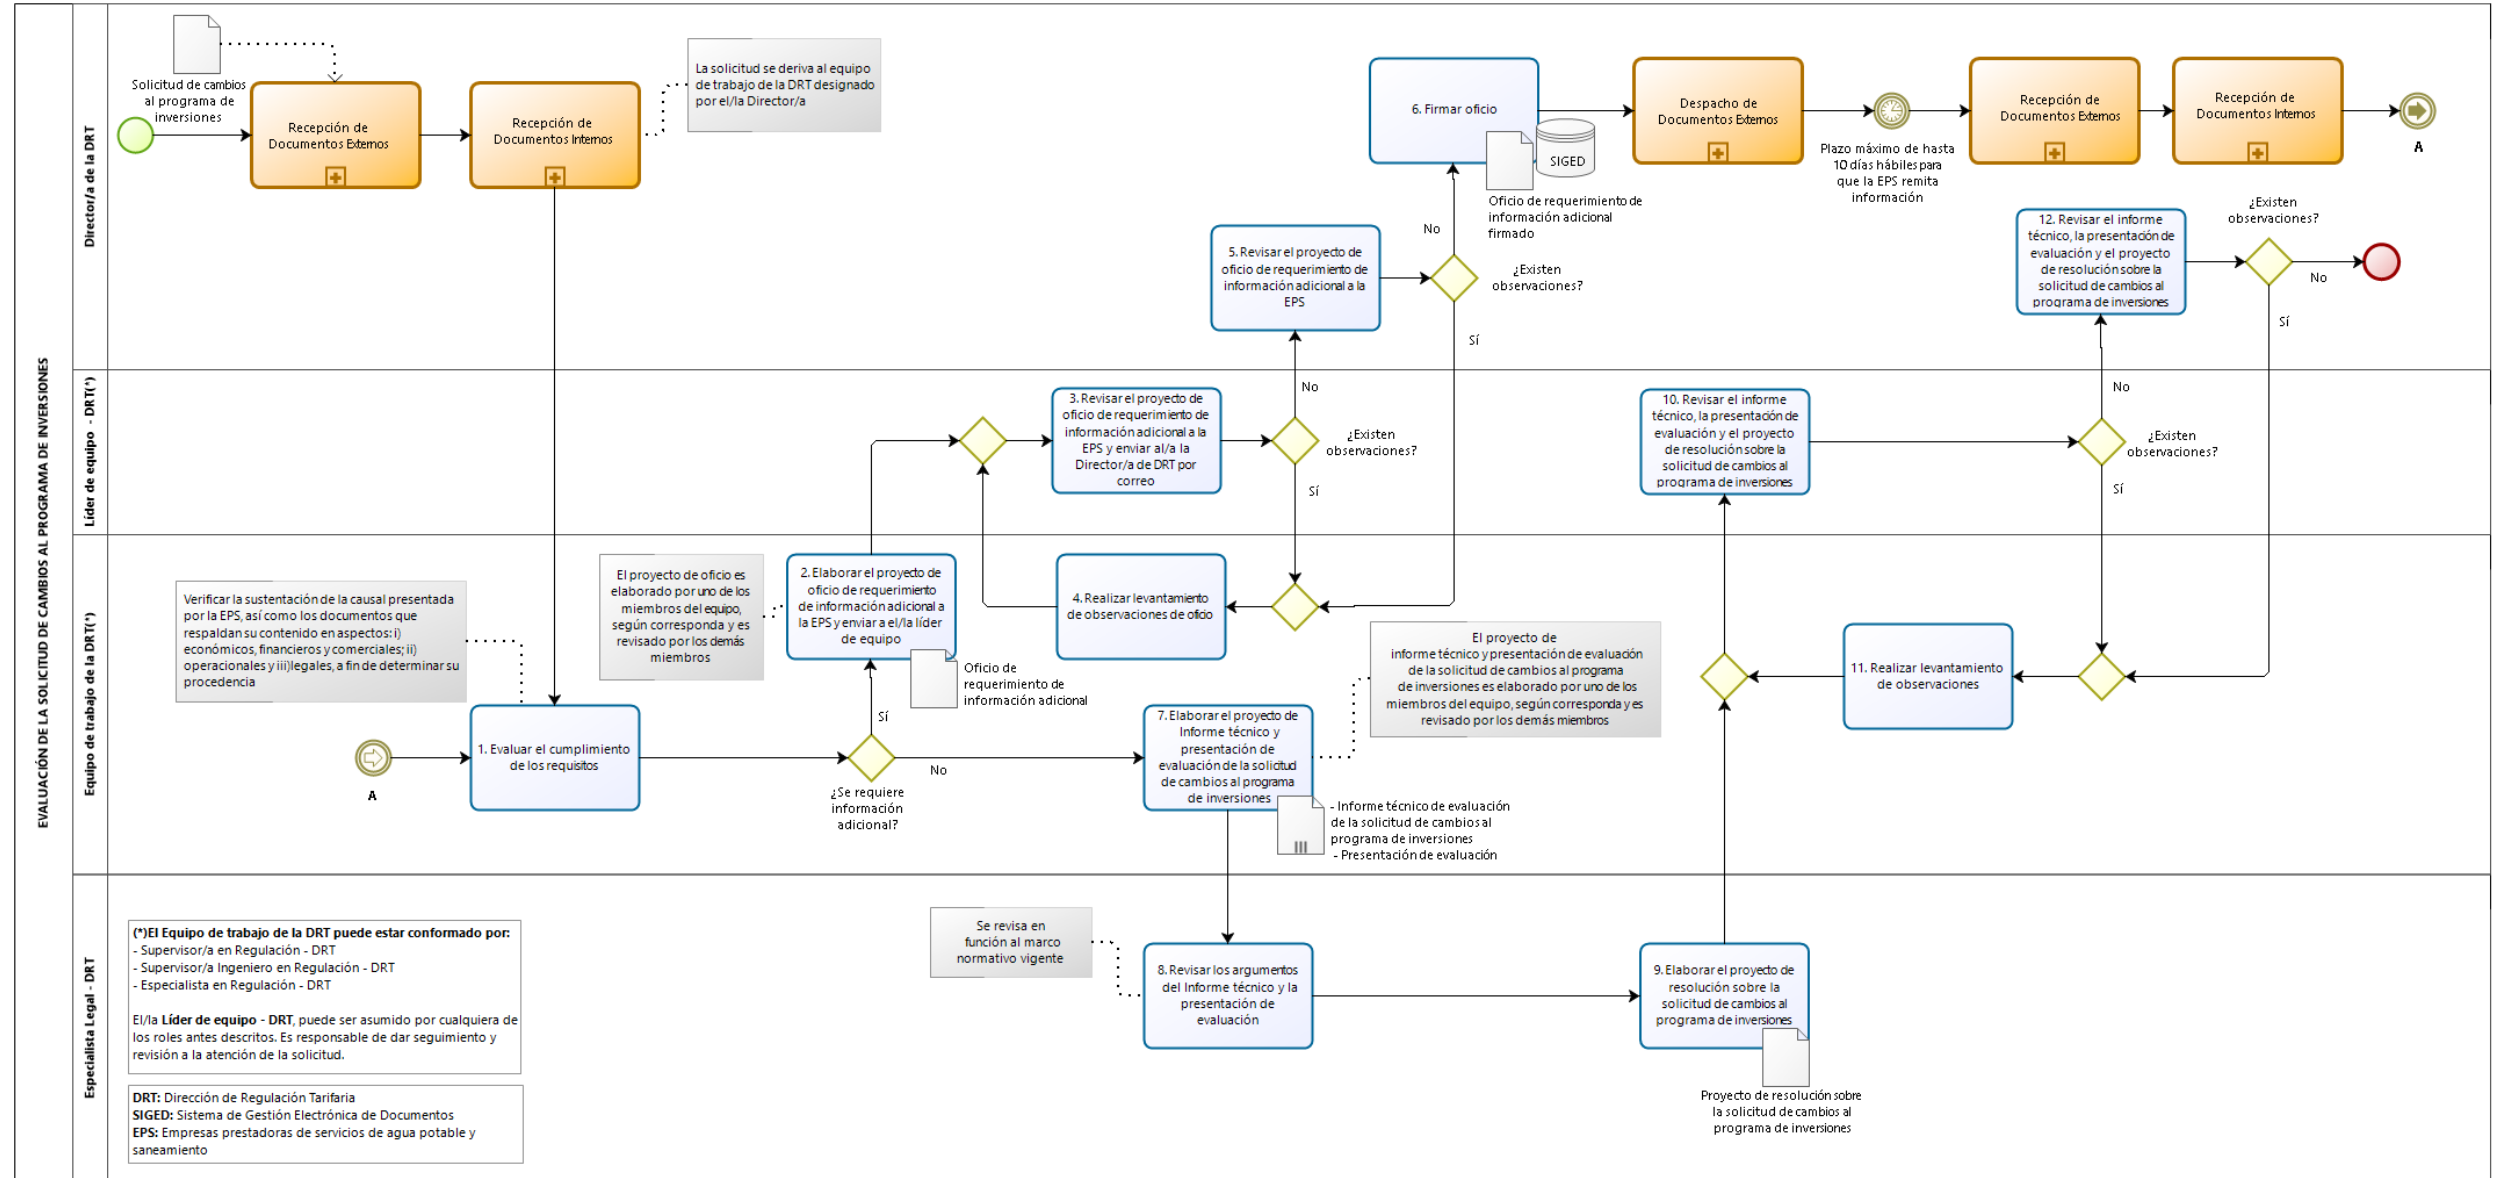 EVALUACIÓN DE LA SOLICITUD DE CAMBIOS AL PROGRAMA DE INVERSIONES
Director/a de la DRT
Solicitud de cambios
al programa de
inversiones
Recepción de
Documentos Externos
Recepción de
Documentos Internos
La solicitud se deriva al equipo
de trabajo de la DRT designado
por el/la Director/a
6. Firmar oficio
SIGED
Oficio de requerimiento de
información adicional
firmado
Despacho de
Documentos Externos
Plazo máximo de hasta
10 días hábiles para
que la EPS remita
información
Recepción de
Documentos Externos
Recepción de
Documentos Internos
A
5. Revisar el proyecto de
oficio de requerimiento de
información adicional a la
EPS
No
¿Existen
observaciones?
Sí
12. Revisar el informe
técnico, la presentación de
evaluación y el proyecto
de resolución sobre la
solicitud de cambios al
programa de inversiones
¿Existen
observaciones?
No
Sí
Líder de equipo - DRT(*)
3. Revisar el proyecto de
oficio de requerimiento de
información adicional a la
EPS y enviar al/a la
Director/a de DRT por
correo
No
¿Existen
observaciones?
Sí
10. Revisar el informe
técnico, la presentación de
evaluación y el proyecto
de resolución sobre la
solicitud de cambios al
programa de inversiones
No
¿Existen
observaciones?
Sí
Equipo de trabajo de la DRT(*)
Verificar la sustentación de la causal presentada
por la EPS, así como los documentos que
respaldan su contenido en aspectos: i)
económicos, financieros y comerciales; ii)
operacionales y iii)legales, a fin de determinar su
procedencia
A
1. Evaluar el cumplimiento
de los requisitos
El proyecto de oficio es
elaborado por uno de los
miembros del equipo,
según corresponda y es
revisado por los demás
miembros
2. Elaborar el proyecto de
oficio de requerimiento
de información adicional a
la EPS y enviar a el/la líder
de equipo
Oficio de
requerimiento de
información adicional
Sí
No
¿Se requiere
información
adicional?
4. Realizar levantamiento
de observaciones de oficio
7. Elaborar el proyecto de
Informe técnico y
presentación de
evaluación de la solicitud
de cambios al programa
de inversiones
- Informe técnico de evaluación
de la solicitud de cambios al
programa de inversiones
- Presentación de evaluación
El proyecto de
informe técnico y presentación de evaluación
de la solicitud de cambios al programa
de inversiones es elaborado por uno de los
miembros del equipo, según corresponda y es
revisado por los demás miembros
11. Realizar levantamiento
de observaciones
Especialista Legal - DRT
(*)El Equipo de trabajo de la DRT puede estar conformado por:
- Supervisor/a en Regulación - DRT
- Supervisor/a Ingeniero en Regulación - DRT
- Especialista en Regulación - DRT
El/la Líder de equipo - DRT, puede ser asumido por cualquiera de
los roles antes descritos. Es responsable de dar seguimiento y
revisión a la atención de la solicitud.
DRT: Dirección de Regulación Tarifaria
SIGED: Sistema de Gestión Electrónica de Documentos
EPS: Empresas prestadoras de servicios de agua potable y
saneamiento
Se revisa en
función al marco
normativo vigente
8. Revisar los argumentos
del Informe técnico y la
presentación de
evaluación
9. Elaborar el proyecto de
resolución sobre la
solicitud de cambios al
programa de inversiones
Proyecto de resolución sobre
la solicitud de cambios al
programa de inversiones